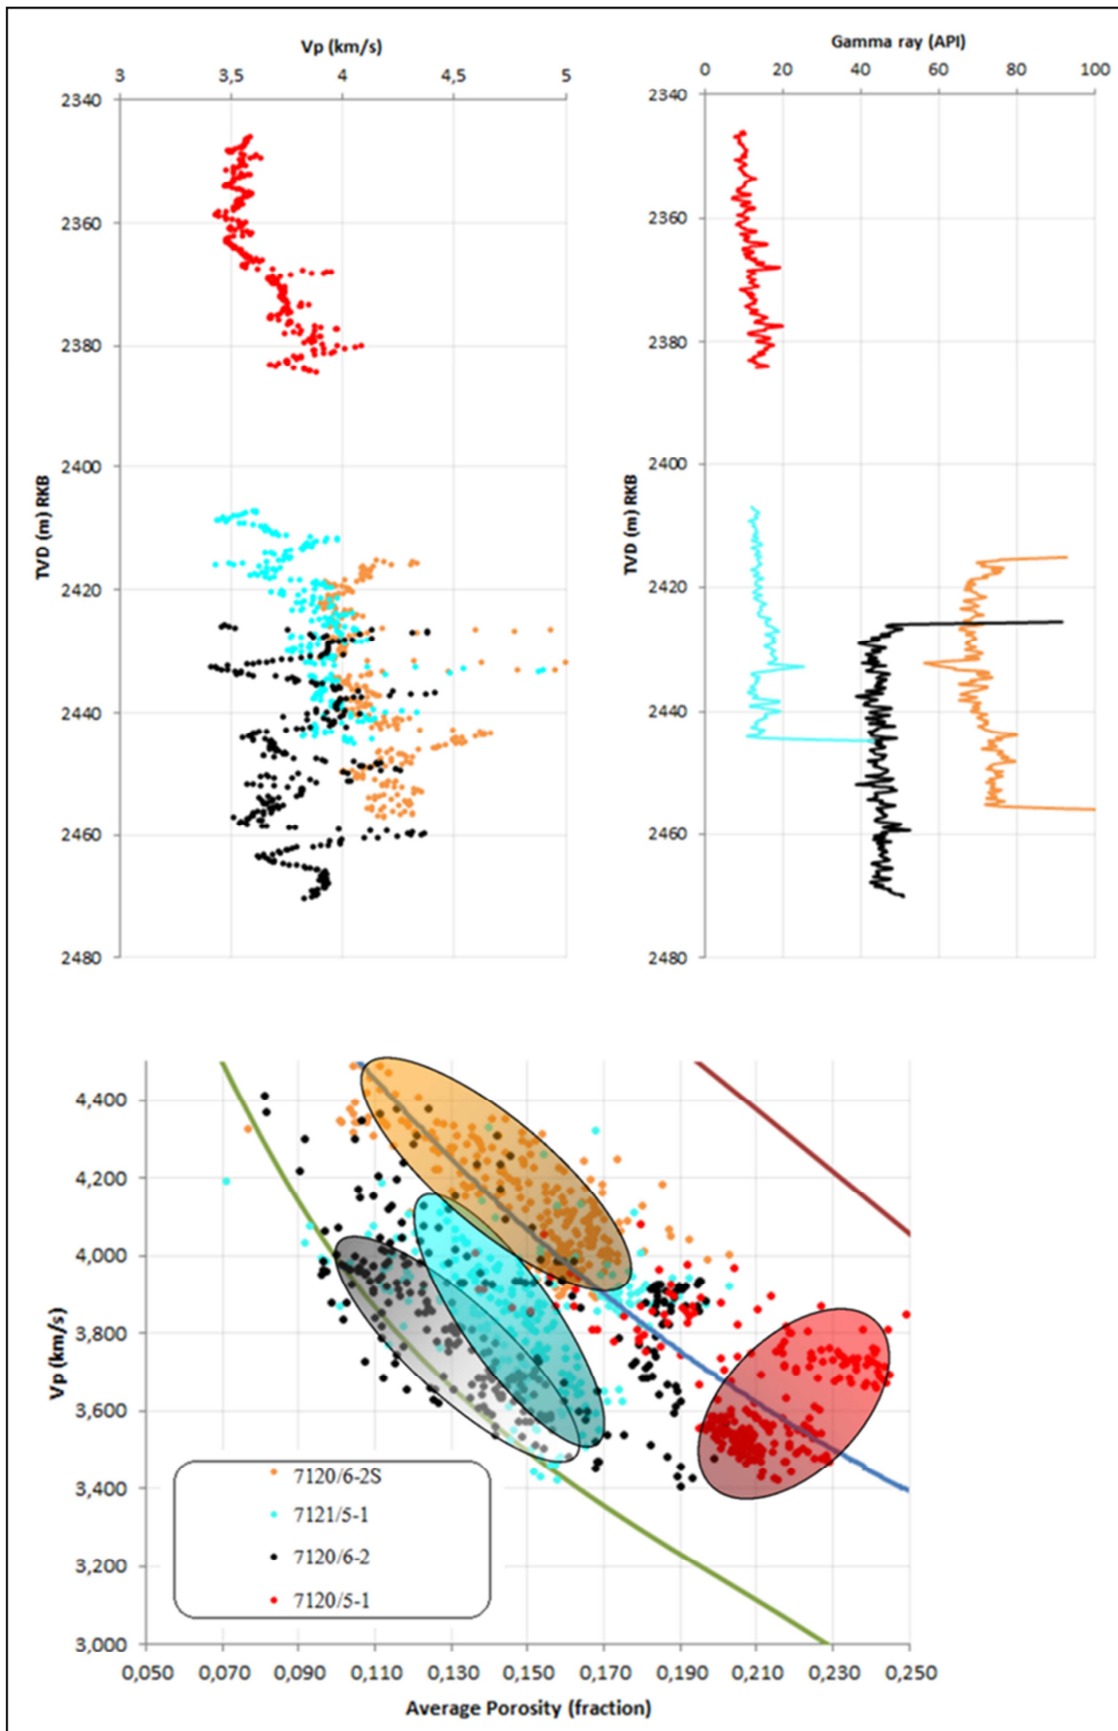 Vp (km/s)
3 3,5 4 4,5 5
2340
2360
2380
2400
2420
2440
2460
2480
TVD (m) RKB
Gamma ray (API)
0 20 40 60 80 100
2340
2360
2380
2400
2420
2440
2460
2480
TVD (m) RKB
4,400
4,200
4,000
3,800
3,600
3,400
3,200
3,000
Vp (km/s)
7120/6-2S
7121/5-1
7120/6-2
7120/5-1
0,050 0,070 0,090 0,110 0,130 0,150 0,170 0,190 0,210 0,230 0,250
Average Porosity (fraction)